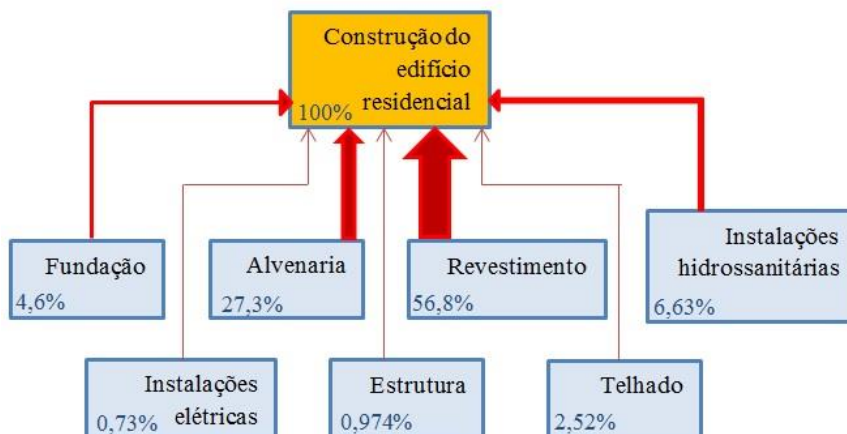 Construção do
edifício
residencial
100%
Fundação
4,6%
Alvenaria
27,3%
Revestimento
56,8%
Instalações
hidrossanitárias
6,63%
Instalações
elétricas
0,73%
Estrutura
0,974%
Telhado
2,52%